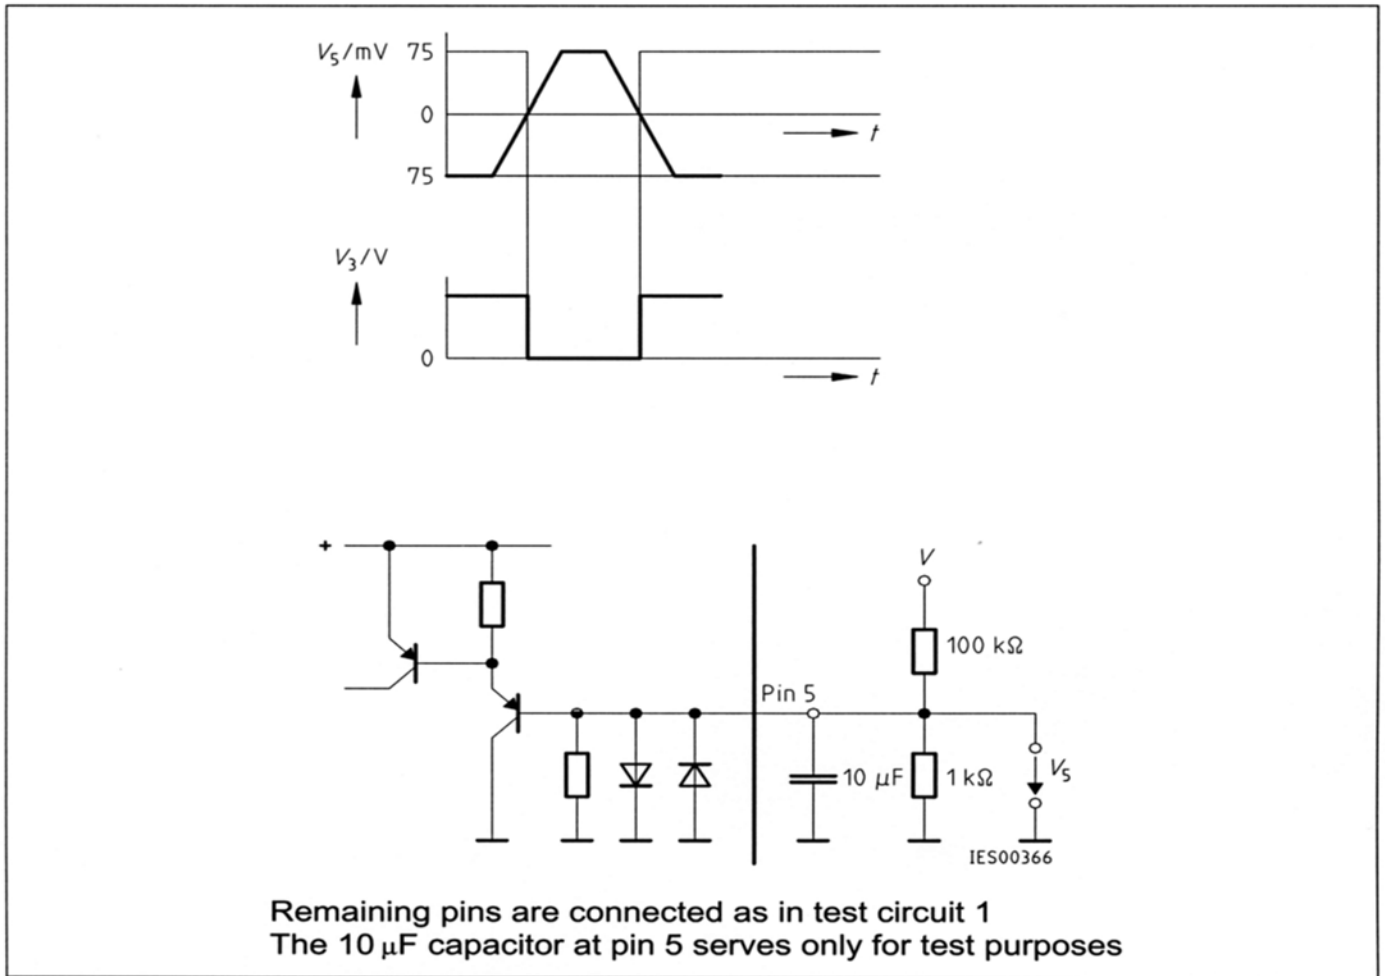 V5/mV 75
0
t
75
V3/V
0
t
+
V
100 kΩ
Pin 5
10 μF
1 kΩ
V5
IES00366
Remaining pins are connected as in test circuit 1
The 10 μF capacitor at pin 5 serves only for test purposes